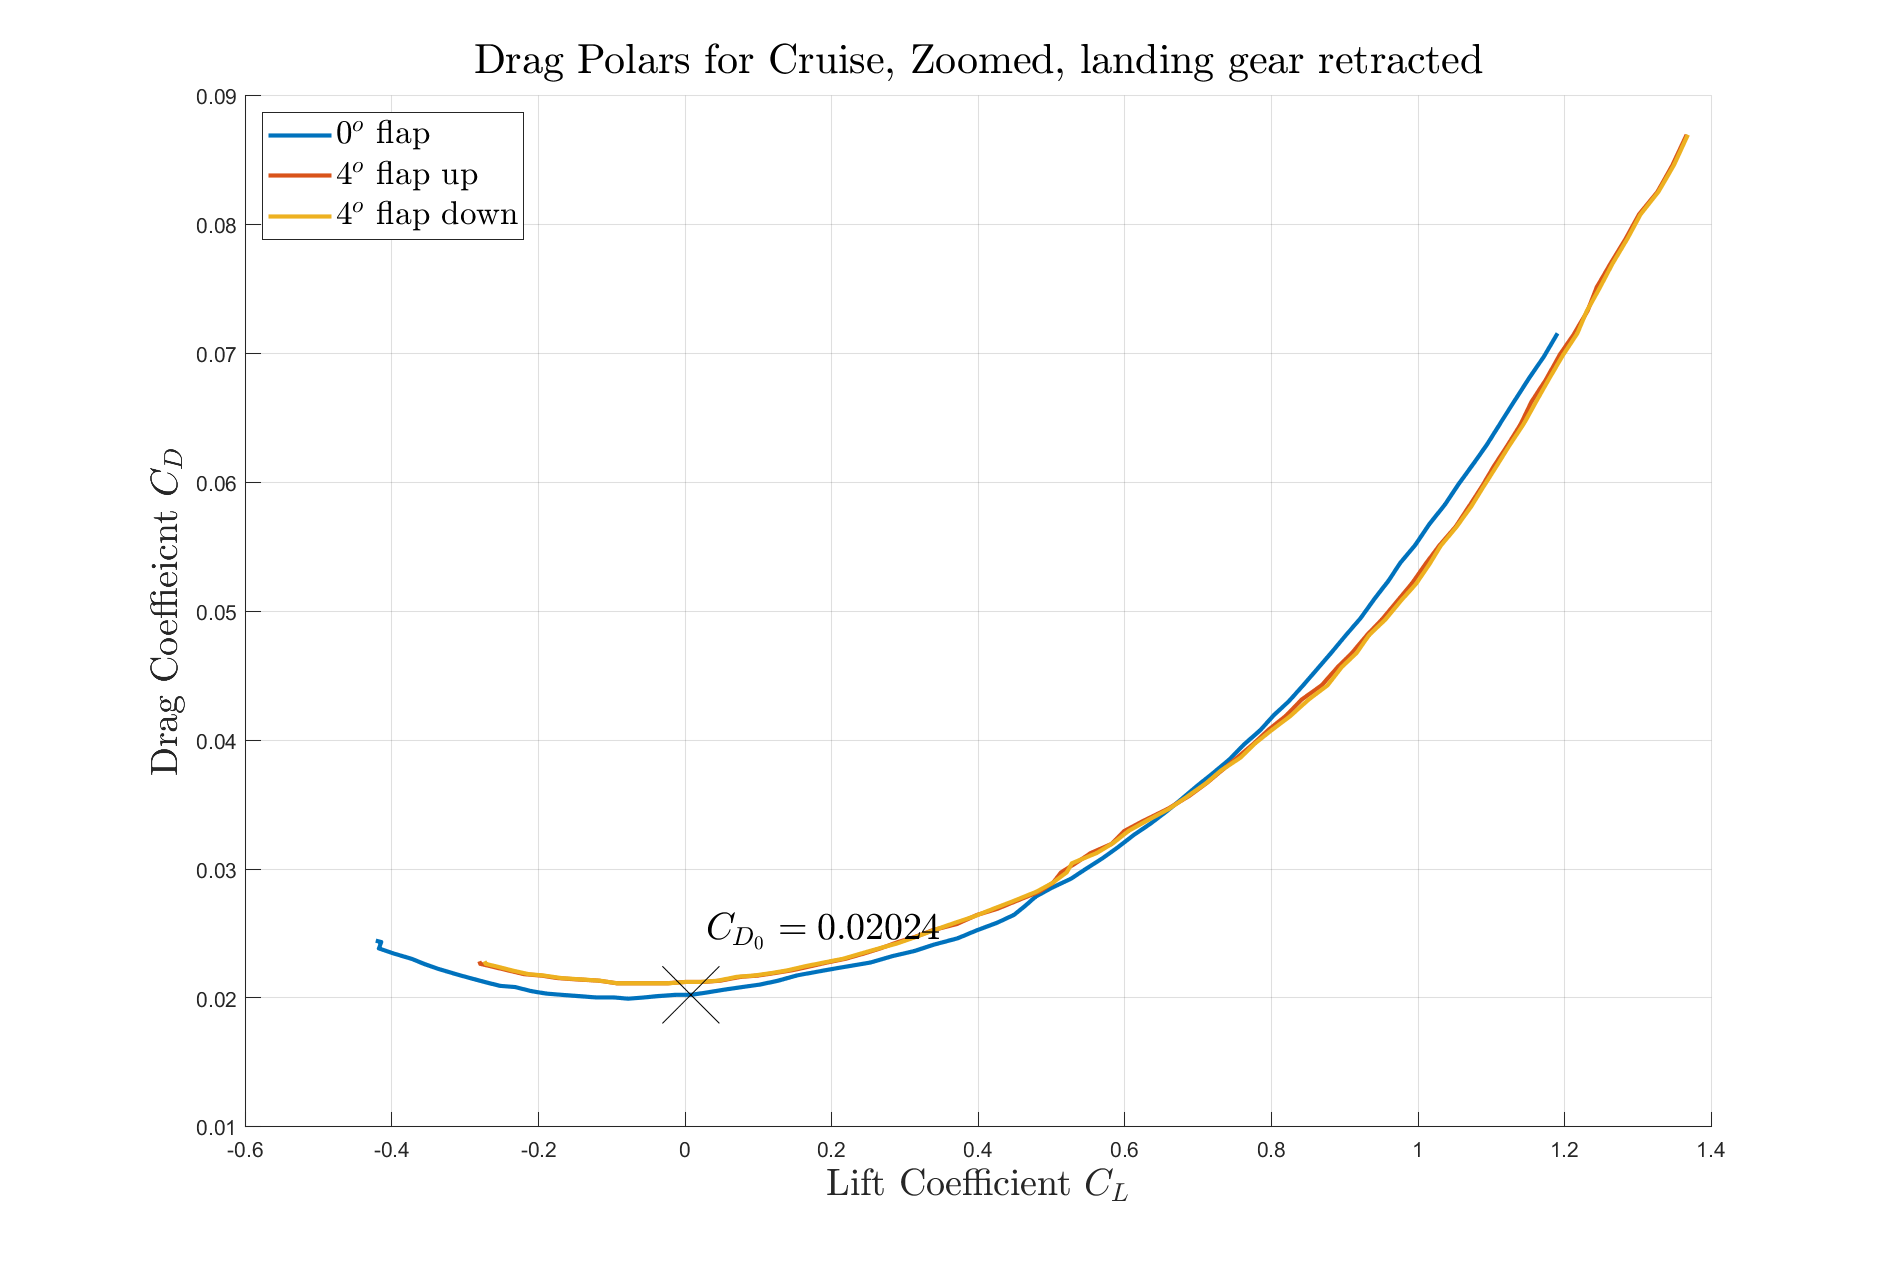 Drag Polars for Cruise, Zoomed, landing gear retracted
0.09
0.08
0.07
0.06
0.05
0.04
0.03
0.02
0.01
0° flap
4° flap up
4° flap down
Drag Coeffieicnt C_D
C_{D_0} = 0.02024
-0.6 -0.4 -0.2 0 0.2 0.4 0.6 0.8 1 1.2 1.4
Lift Coefficient C_L